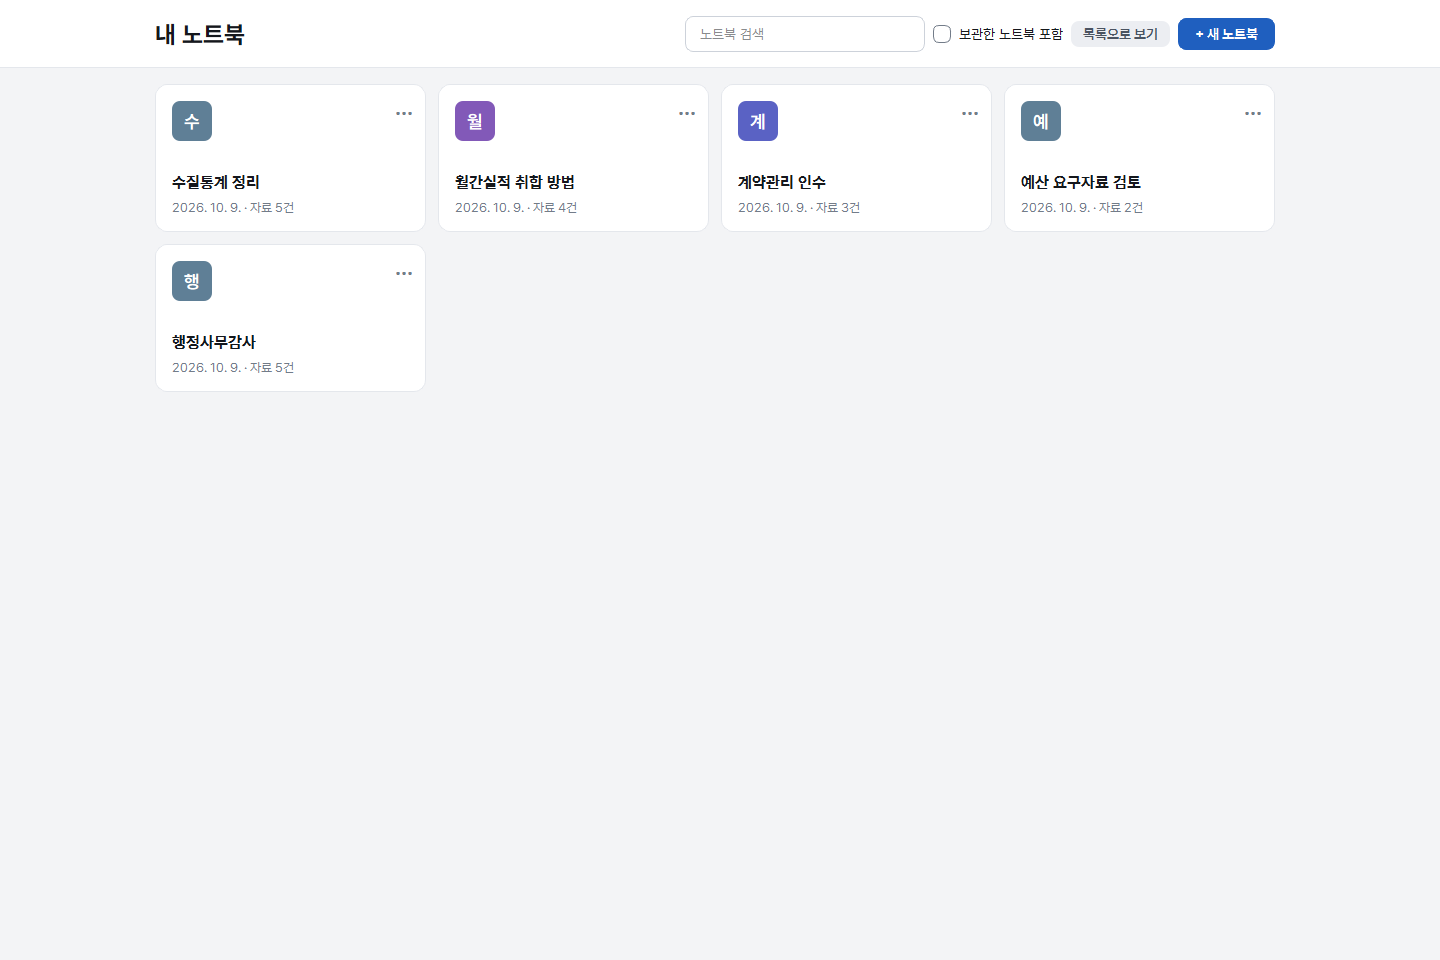 내 노트북
노트북 검색
보관한 노트북 포함
목록으로 보기
+ 새 노트북
수
수질통계 정리
2026. 10. 9. · 자료 5건
월
월간실적 취합 방법
2026. 10. 9. · 자료 4건
계
계약관리 인수
2026. 10. 9. · 자료 3건
예
예산 요구자료 검토
2026. 10. 9. · 자료 2건
행
행정사무감사
2026. 10. 9. · 자료 5건